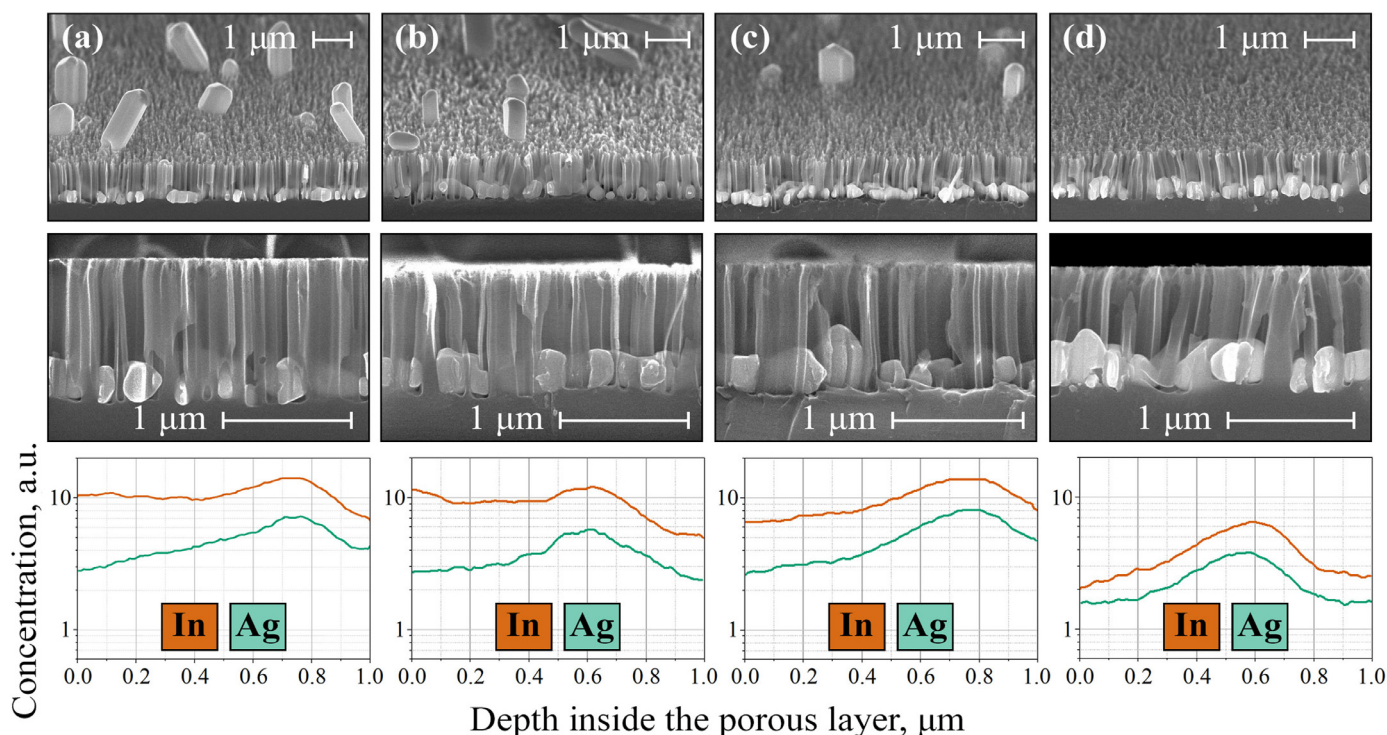 (a) 1 μm (b) 1 μm (c) 1 μm (d) 1 μm
1 μm 1 μm 1 μm 1 μm
Concentration, a.u.
10 10 10 10
1 1 1 1
In Ag In Ag In Ag In Ag
0.0 0.2 0.4 0.6 0.8 1.0 0.0 0.2 0.4 0.6 0.8 1.0 0.0 0.2 0.4 0.6 0.8 1.0 0.0 0.2 0.4 0.6 0.8 1.0
Depth inside the porous layer, μm